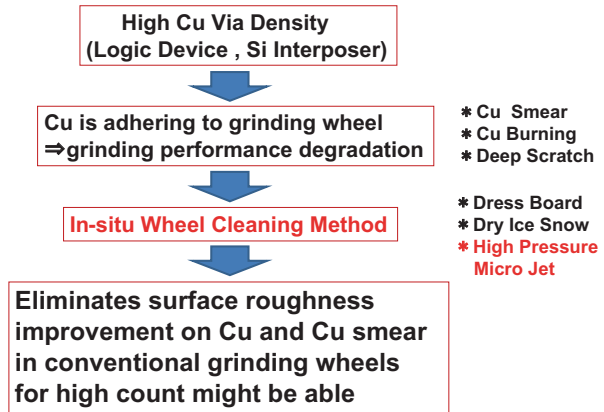 High Cu Via Density
(Logic Device , Si Interposer)
Cu is adhering to grinding wheel
⇒grinding performance degradation
* Cu Smear
* Cu Burning
* Deep Scratch
In-situ Wheel Cleaning Method
* Dress Board
* Dry Ice Snow
* High Pressure
Micro Jet
Eliminates surface roughness
improvement on Cu and Cu smear
in conventional grinding wheels
for high count might be able